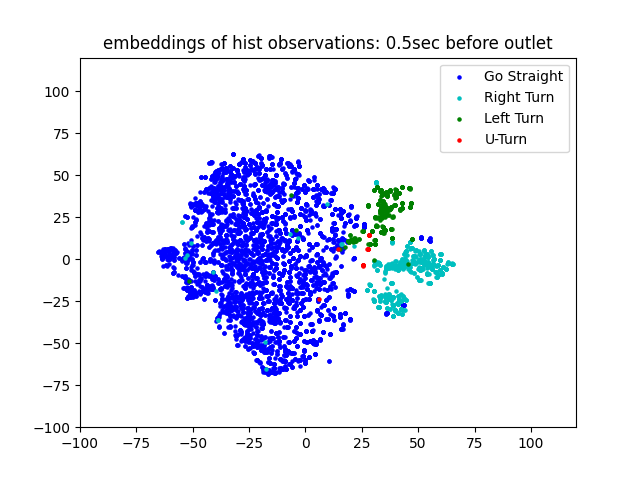 embeddings of hist observations: 0.5sec before outlet
Go Straight
Right Turn
Left Turn
U-Turn
100
75
50
25
0
−25
−50
−75
−100
−100 −75 −50 −25 0 25 50 75 100